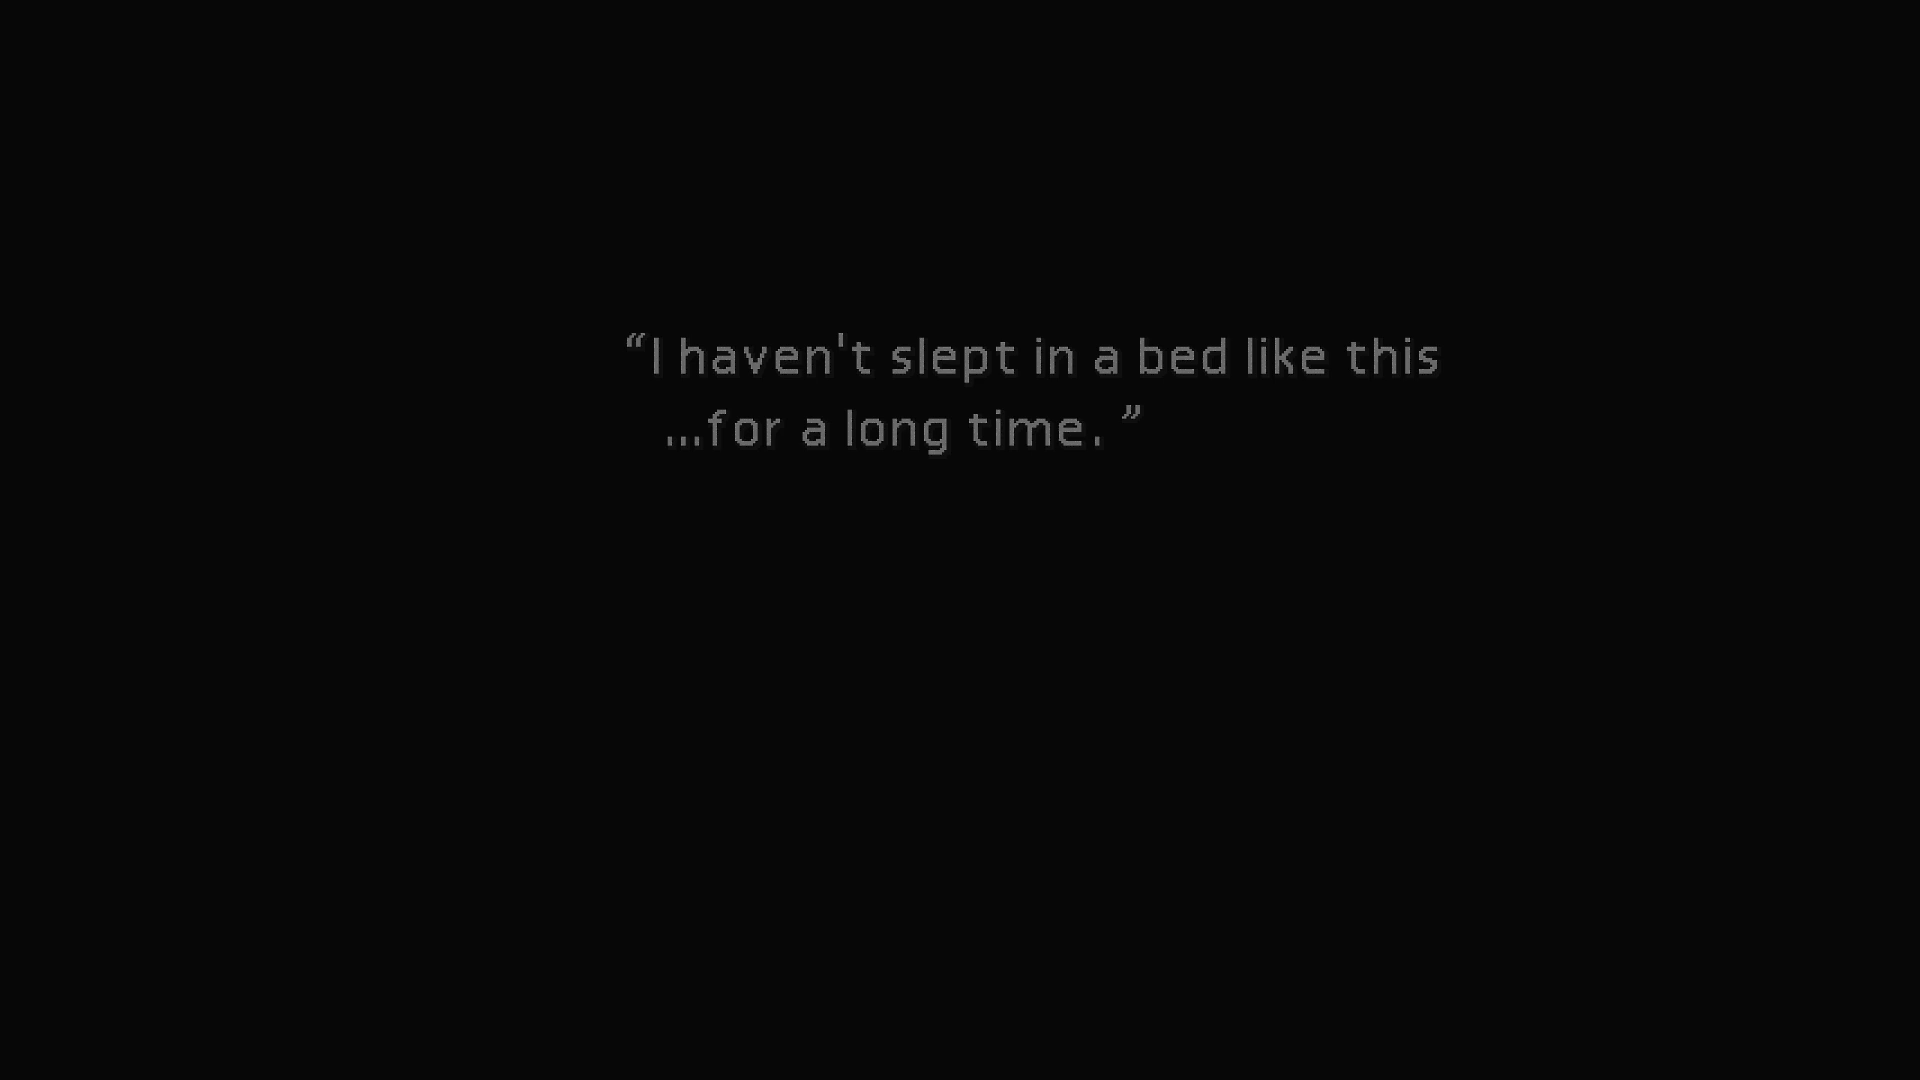 “I haven't slept in a bed like this
...for a long time. ”